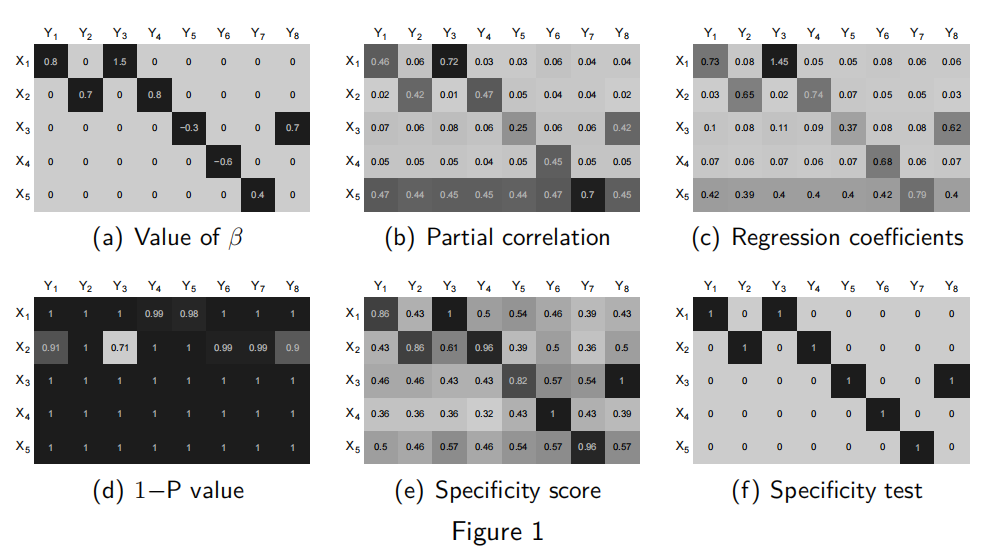 Y1 Y2 Y3 Y4 Y5 Y6 Y7 Y8
X1 0.8 0 1.5 0 0 0 0 0
X2 0 0.7 0 0.8 0 0 0 0
X3 0 0 0 0 −0.3 0 0 0.7
X4 0 0 0 0 0 −0.6 0 0
X5 0 0 0 0 0 0 0.4 0
(a) Value of β
Y1 Y2 Y3 Y4 Y5 Y6 Y7 Y8
X1 0.46 0.06 0.72 0.03 0.03 0.06 0.04 0.04
X2 0.02 0.42 0.01 0.47 0.05 0.04 0.04 0.02
X3 0.07 0.06 0.08 0.06 0.25 0.06 0.06 0.42
X4 0.05 0.05 0.05 0.04 0.05 0.45 0.05 0.05
X5 0.47 0.44 0.45 0.45 0.44 0.47 0.7 0.45
(b) Partial correlation
Y1 Y2 Y3 Y4 Y5 Y6 Y7 Y8
X1 0.73 0.08 1.45 0.05 0.05 0.08 0.06 0.06
X2 0.03 0.65 0.02 0.74 0.07 0.05 0.05 0.03
X3 0.1 0.08 0.11 0.09 0.37 0.08 0.08 0.62
X4 0.07 0.06 0.07 0.06 0.07 0.68 0.06 0.07
X5 0.42 0.39 0.4 0.4 0.4 0.42 0.79 0.4
(c) Regression coefficients
Y1 Y2 Y3 Y4 Y5 Y6 Y7 Y8
X1 1 1 1 0.99 0.98 1 1 1
X2 0.91 1 0.71 1 1 0.99 0.99 0.9
X3 1 1 1 1 1 1 1 1
X4 1 1 1 1 1 1 1 1
X5 1 1 1 1 1 1 1 1
(d) 1−P value
Y1 Y2 Y3 Y4 Y5 Y6 Y7 Y8
X1 0.86 0.43 1 0.5 0.54 0.46 0.39 0.43
X2 0.43 0.86 0.61 0.96 0.39 0.5 0.36 0.5
X3 0.46 0.46 0.43 0.43 0.82 0.57 0.54 1
X4 0.36 0.36 0.36 0.32 0.43 1 0.43 0.39
X5 0.5 0.46 0.57 0.46 0.54 0.57 0.96 0.57
(e) Specificity score
Y1 Y2 Y3 Y4 Y5 Y6 Y7 Y8
X1 1 0 1 0 0 0 0 0
X2 0 1 0 1 0 0 0 0
X3 0 0 0 0 1 0 0 1
X4 0 0 0 0 0 1 0 0
X5 0 0 0 0 0 0 1 0
(f) Specificity test
Figure 1